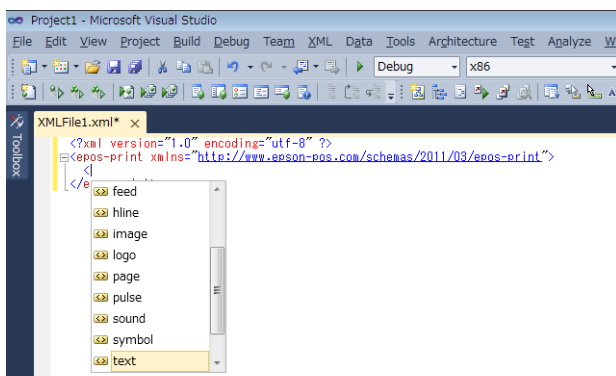 Project1 - Microsoft Visual Studio
File Edit View Project Build Debug Team XML Data Tools Architecture Test Analyze W
Debug x86
Toolbox
XMLFile1.xml* ×
<?xml version="1.0" encoding="utf-8" ?>
<epos-print xmlns="http://www.epson-pos.com/schemas/2011/03/epos-print">
<
</e
feed
hline
image
logo
page
pulse
sound
symbol
text